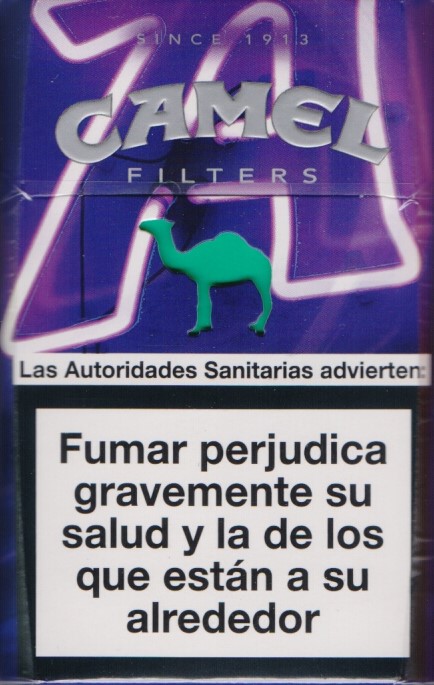 SINCE 1913
CAMEL
FILTERS
Las Autoridades Sanitarias advierten:
Fumar perjudica
gravemente su
salud y la de los
que están a su
alrededor